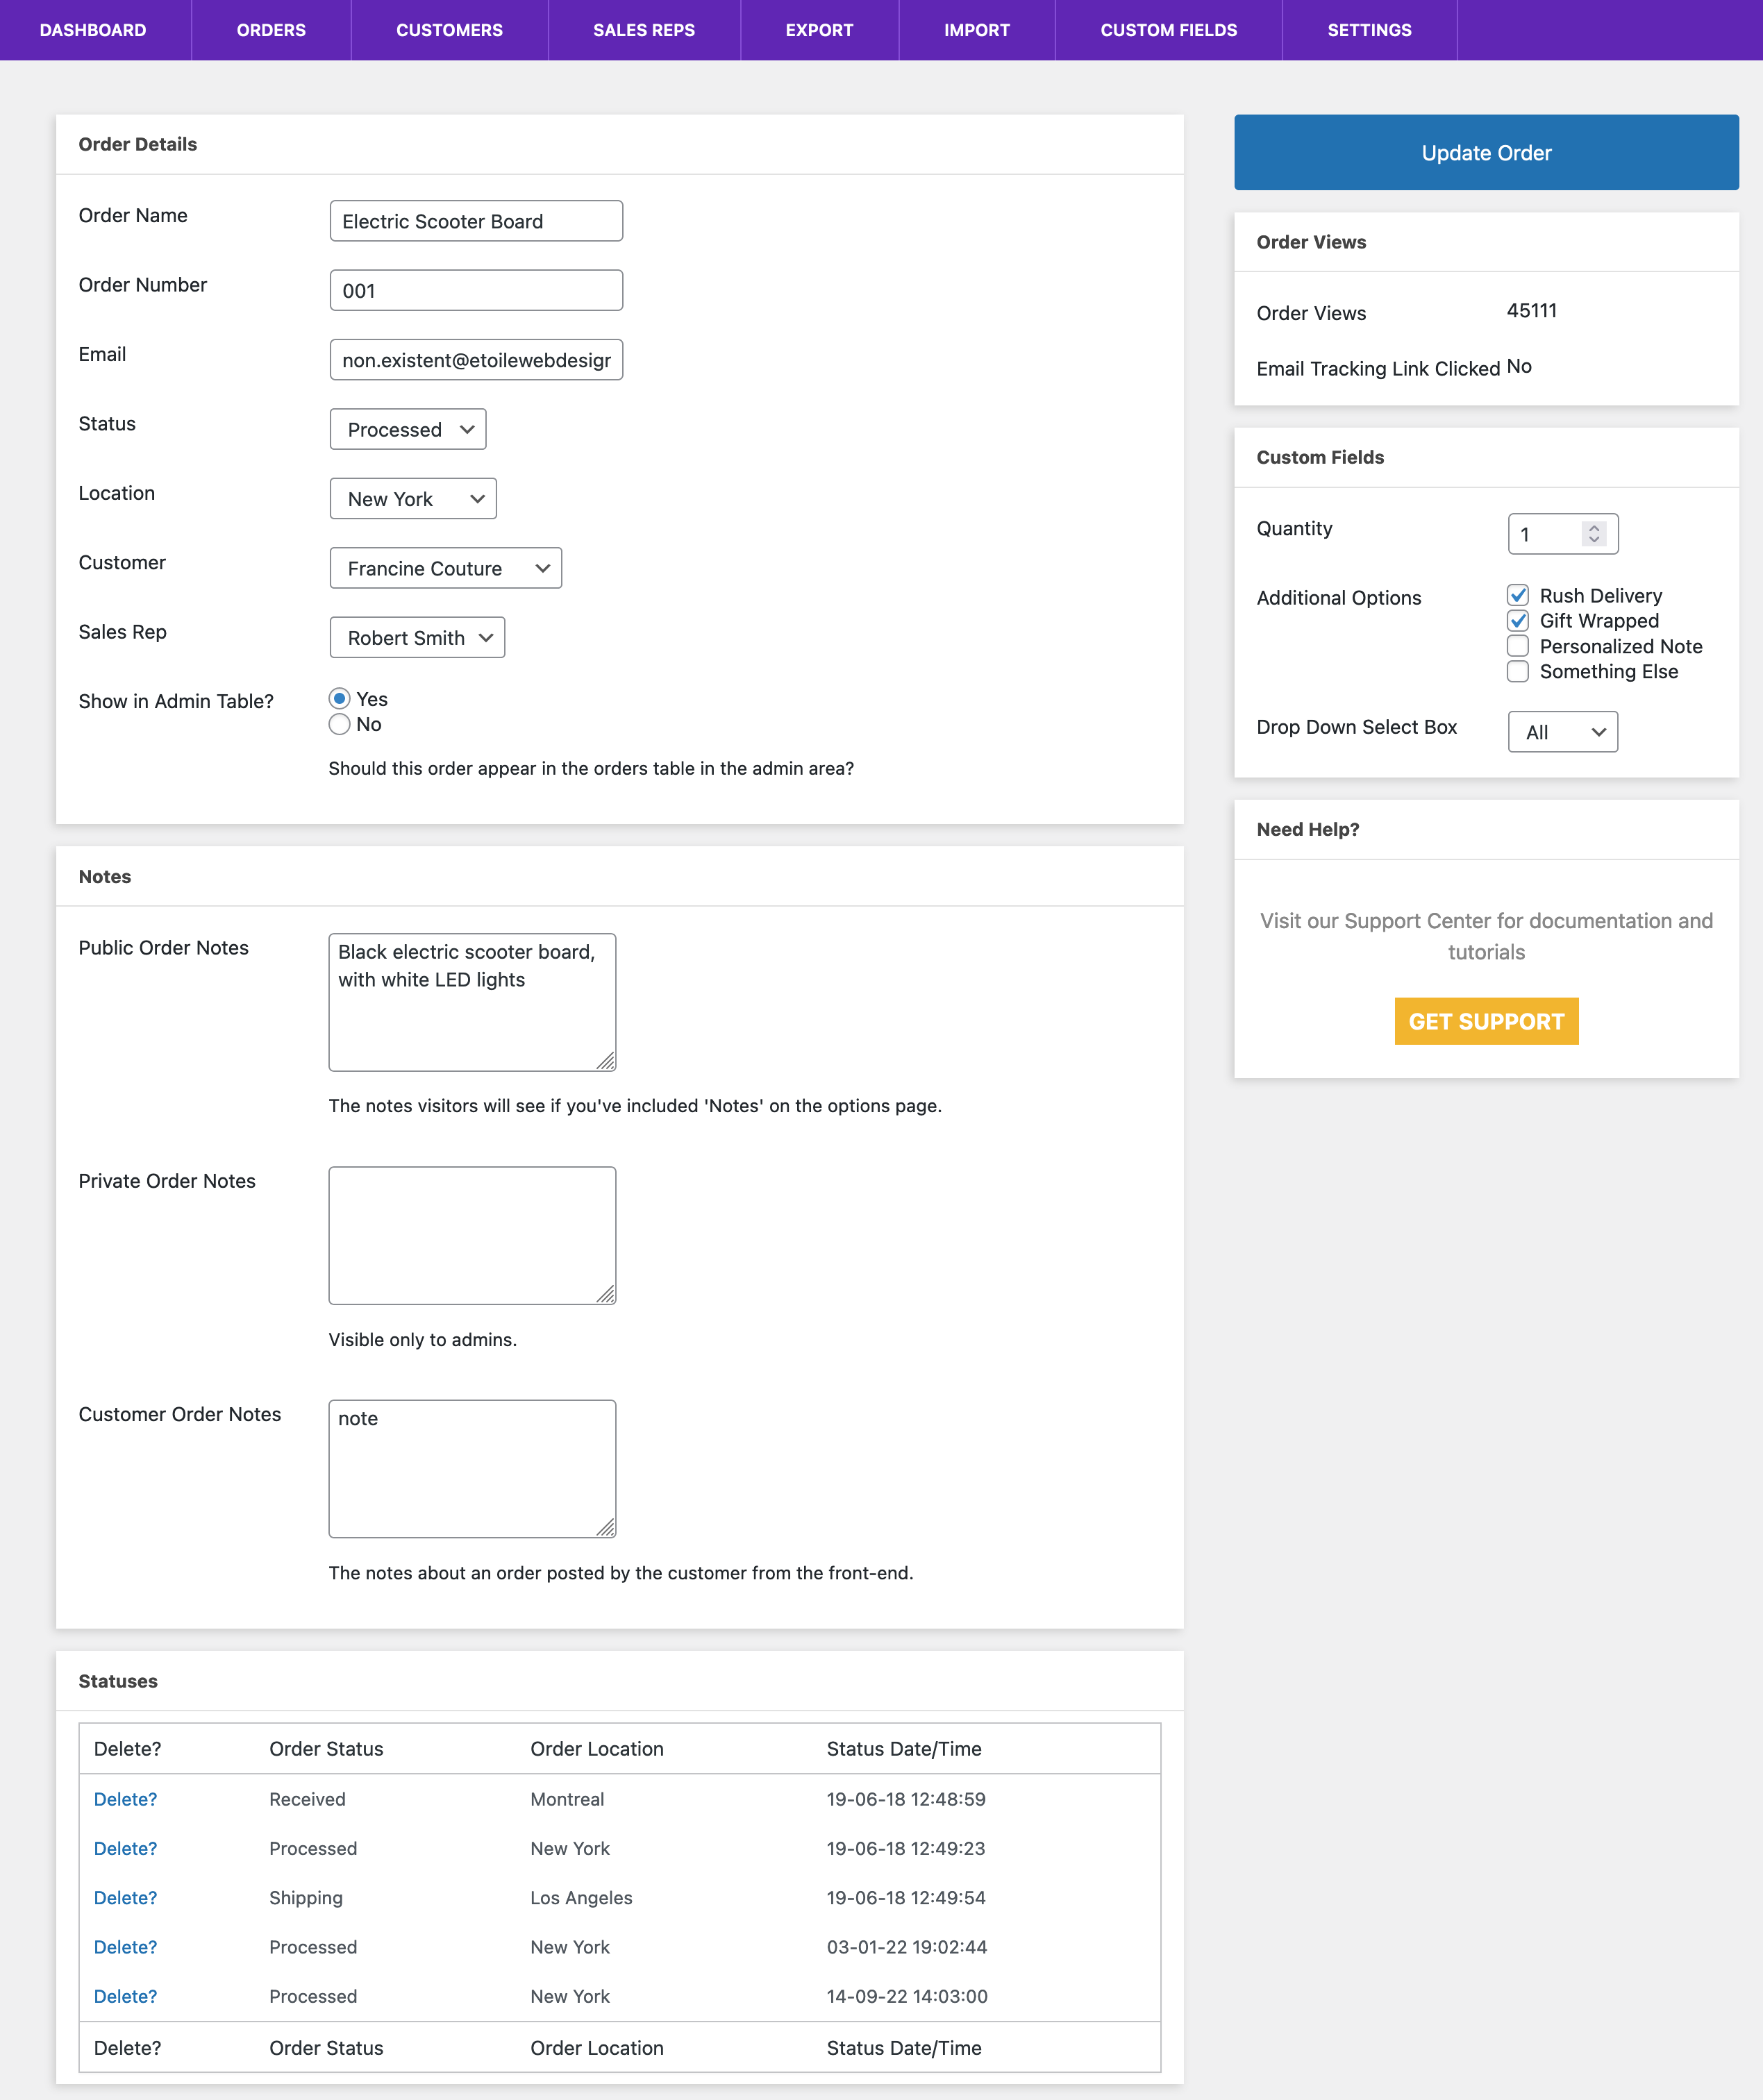 DASHBOARD ORDERS CUSTOMERS SALES REPS EXPORT IMPORT CUSTOM FIELDS SETTINGS
Order Details
Order Name Electric Scooter Board
Order Number 001
Email non.existent@etoilewebdesigr
Status Processed
Location New York
Customer Francine Couture
Sales Rep Robert Smith
Show in Admin Table? Yes
No
Should this order appear in the orders table in the admin area?
Notes
Public Order Notes Black electric scooter board,
with white LED lights
The notes visitors will see if you've included 'Notes' on the options page.
Private Order Notes
Visible only to admins.
Customer Order Notes note
The notes about an order posted by the customer from the front-end.
Statuses
Delete? Order Status Order Location Status Date/Time
Delete? Received Montreal 19-06-18 12:48:59
Delete? Processed New York 19-06-18 12:49:23
Delete? Shipping Los Angeles 19-06-18 12:49:54
Delete? Processed New York 03-01-22 19:02:44
Delete? Processed New York 14-09-22 14:03:00
Delete? Order Status Order Location Status Date/Time
Update Order
Order Views
Order Views 45111
Email Tracking Link Clicked No
Custom Fields
Quantity 1
Additional Options Rush Delivery
Gift Wrapped
Personalized Note
Something Else
Drop Down Select Box All
Need Help?
Visit our Support Center for documentation and
tutorials
GET SUPPORT